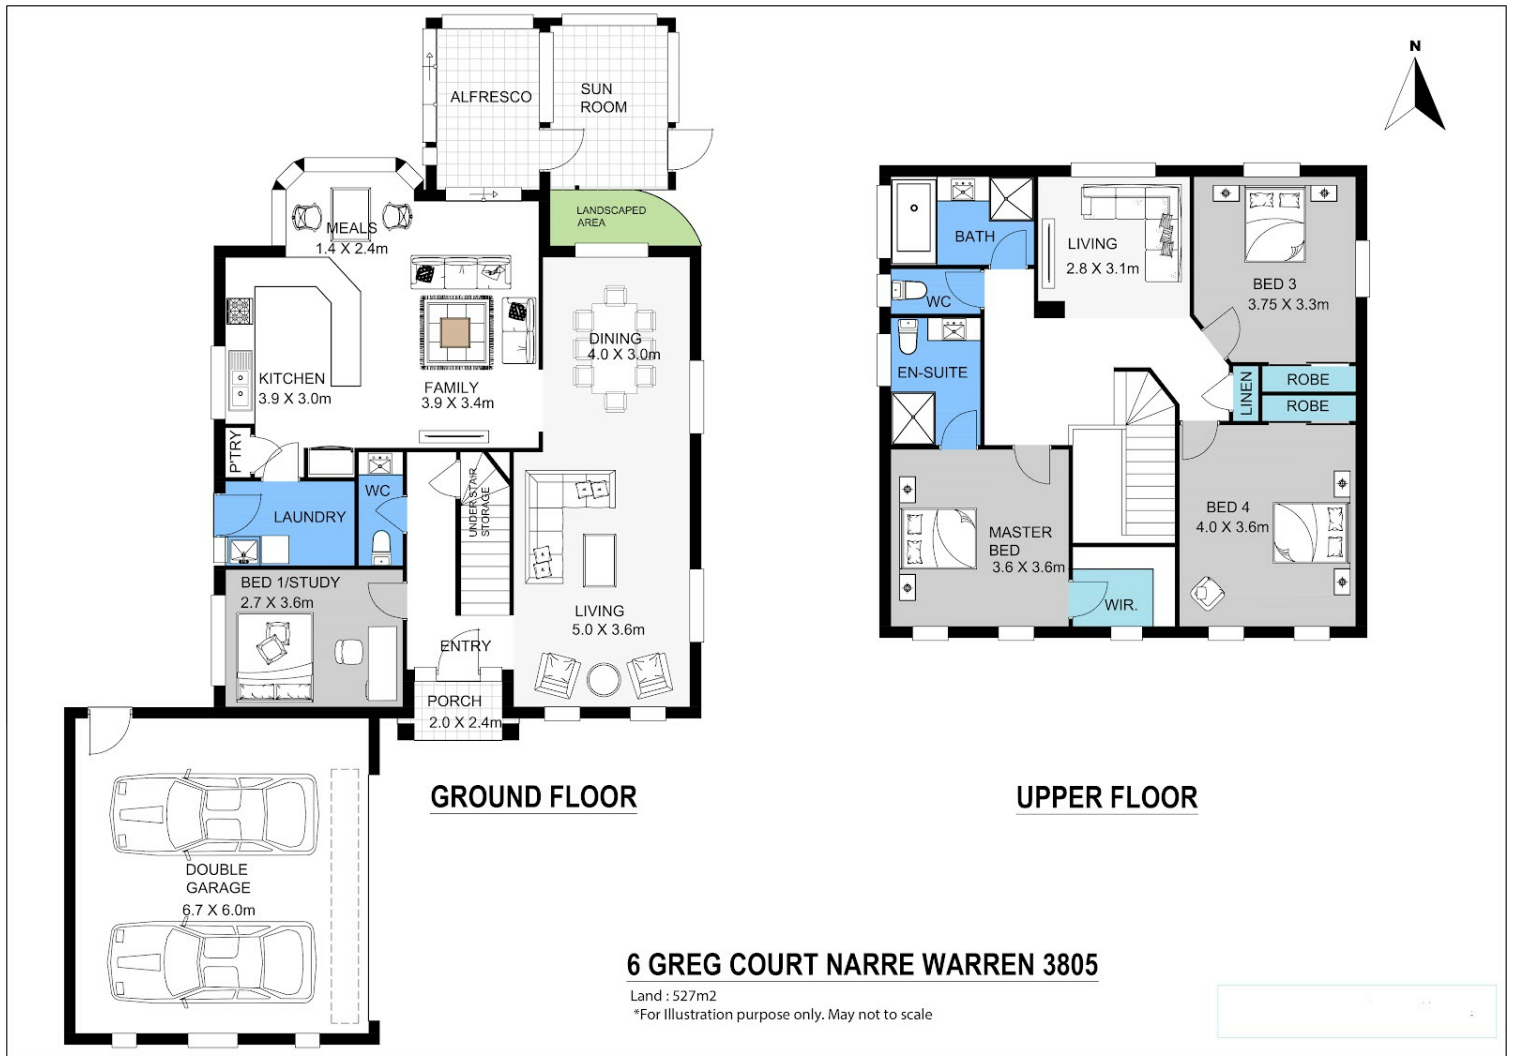 ALFRESCO
SUN
ROOM
LANDSCAPED
AREA
MEALS
1.4 X 2.4m
KITCHEN
3.9 X 3.0m
FAMILY
3.9 X 3.4m
DINING
4.0 X 3.0m
P'TRY
WC
LAUNDRY
UNDER STAIR
STORAGE
BED 1/STUDY
2.7 X 3.6m
LIVING
5.0 X 3.6m
ENTRY
PORCH
2.0 X 2.4m
DOUBLE
GARAGE
6.7 X 6.0m
GROUND FLOOR
N
BATH
LIVING
2.8 X 3.1m
BED 3
3.75 X 3.3m
WC
EN-SUITE
LINEN
ROBE
ROBE
MASTER
BED
3.6 X 3.6m
BED 4
4.0 X 3.6m
WIR.
UPPER FLOOR
6 GREG COURT NARRE WARREN 3805
Land : 527m2
*For Illustration purpose only. May not to scale